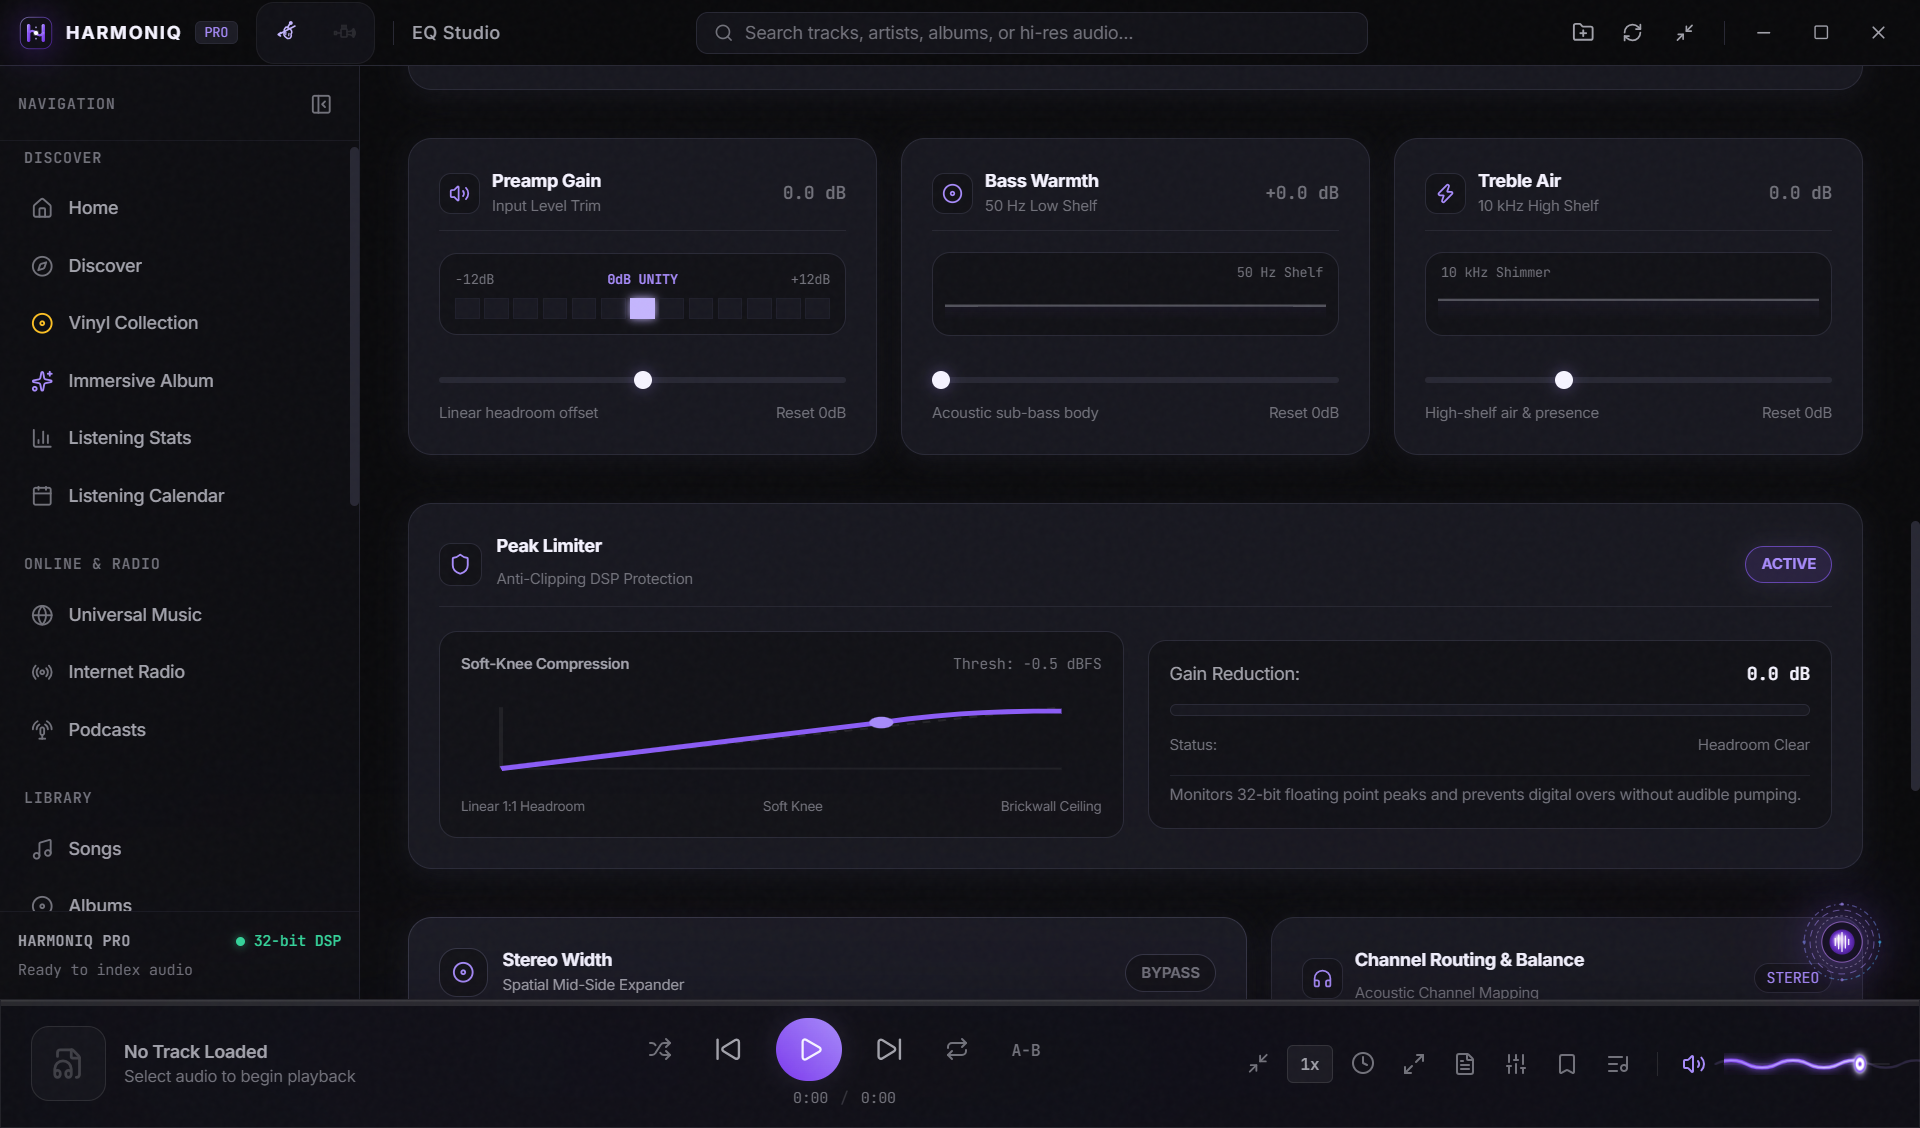 HARMONIQ PRO
EQ Studio
Search tracks, artists, albums, or hi-res audio...
NAVIGATION
DISCOVER
Home
Discover
Vinyl Collection
Immersive Album
Listening Stats
Listening Calendar
ONLINE & RADIO
Universal Music
Internet Radio
Podcasts
LIBRARY
Songs
Albums
HARMONIQ PRO
32-bit DSP
Ready to index audio
Preamp Gain
Input Level Trim
0.0 dB
-12dB
0dB UNITY
+12dB
Linear headroom offset
Reset 0dB
Bass Warmth
50 Hz Low Shelf
+0.0 dB
50 Hz Shelf
Acoustic sub-bass body
Reset 0dB
Treble Air
10 kHz High Shelf
0.0 dB
10 kHz Shimmer
High-shelf air & presence
Reset 0dB
Peak Limiter
Anti-Clipping DSP Protection
ACTIVE
Soft-Knee Compression
Thresh: -0.5 dBFS
Linear 1:1 Headroom
Soft Knee
Brickwall Ceiling
Gain Reduction:
0.0 dB
Status:
Headroom Clear
Monitors 32-bit floating point peaks and prevents digital overs without audible pumping.
Stereo Width
Spatial Mid-Side Expander
BYPASS
Channel Routing & Balance
Acoustic Channel Mapping
STEREO
No Track Loaded
Select audio to begin playback
A-B
0:00 / 0:00
1x